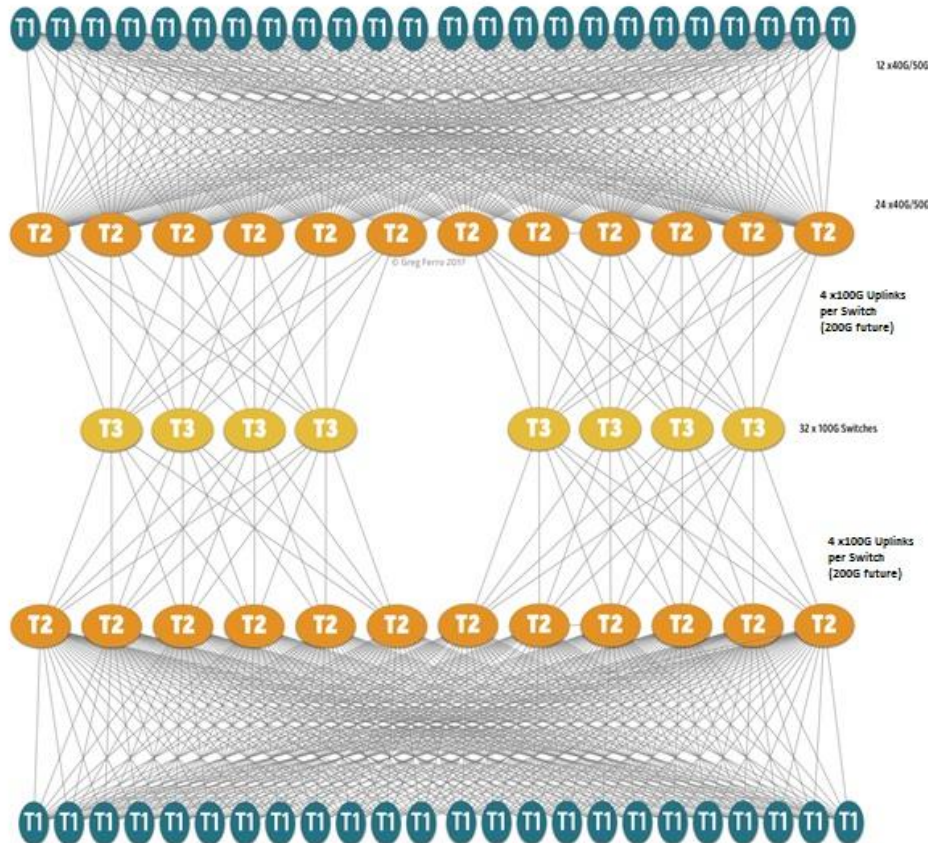 T1 T1 T1 T1 T1 T1 T1 T1 T1 T1 T1 T1 T1 T1 T1 T1 T1 T1 T1 T1 T1 T1 T1 T1
12 x40G/50G
24 x40G/50G
T2 T2 T2 T2 T2 T2 T2 T2 T2 T2 T2 T2
© Greg Ferro 2017
4 x100G Uplinks
per Switch
(200G future)
T3 T3 T3 T3 T3 T3 T3 T3
32 x 100G Switches
4 x100G Uplinks
per Switch
(200G future)
T2 T2 T2 T2 T2 T2 T2 T2 T2 T2 T2 T2
T1 T1 T1 T1 T1 T1 T1 T1 T1 T1 T1 T1 T1 T1 T1 T1 T1 T1 T1 T1 T1 T1 T1 T1